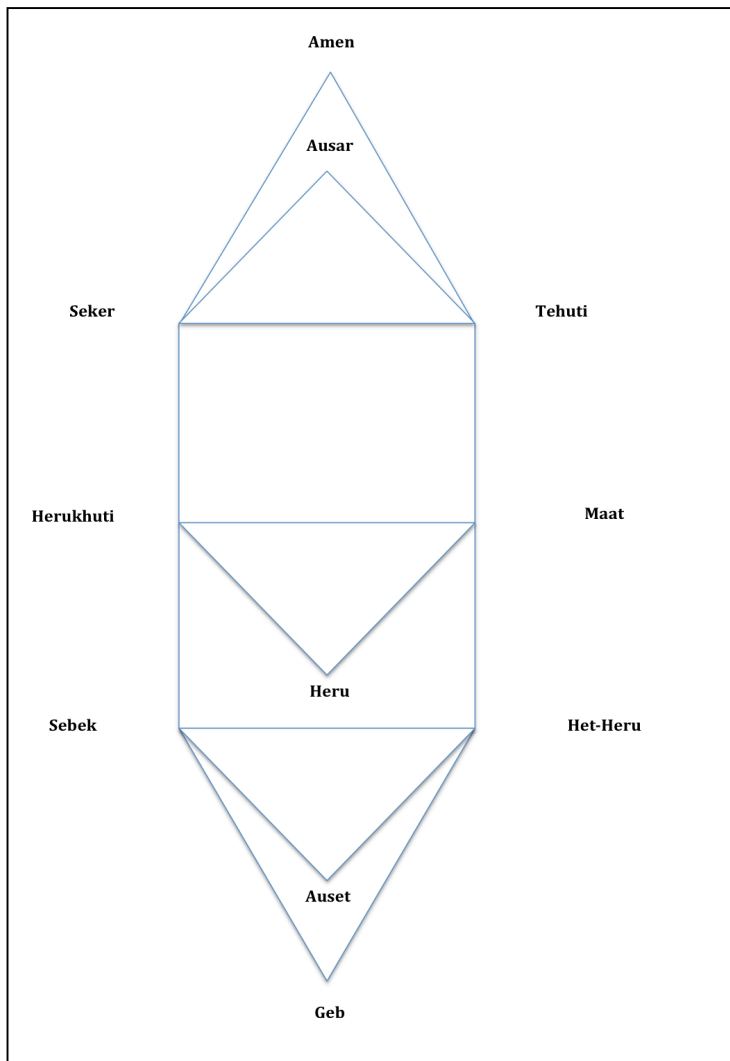 Amen
Ausar
Seker
Tehuti
Herukhuti
Maat
Heru
Sebek
Het-Heru
Auset
Geb